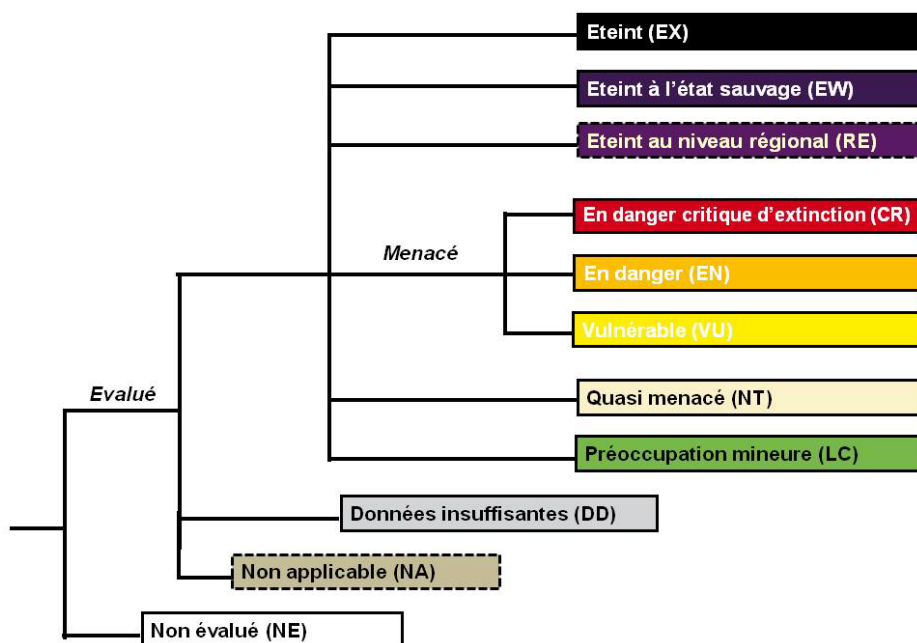 Eteint (EX)
Eteint à l'état sauvage (EW)
Eteint au niveau régional (RE)
En danger critique d'extinction (CR)
Menacé
En danger (EN)
Vulnérable (VU)
Evalué
Quasi menacé (NT)
Préoccupation mineure (LC)
Données insuffisantes (DD)
Non applicable (NA)
Non évalué (NE)